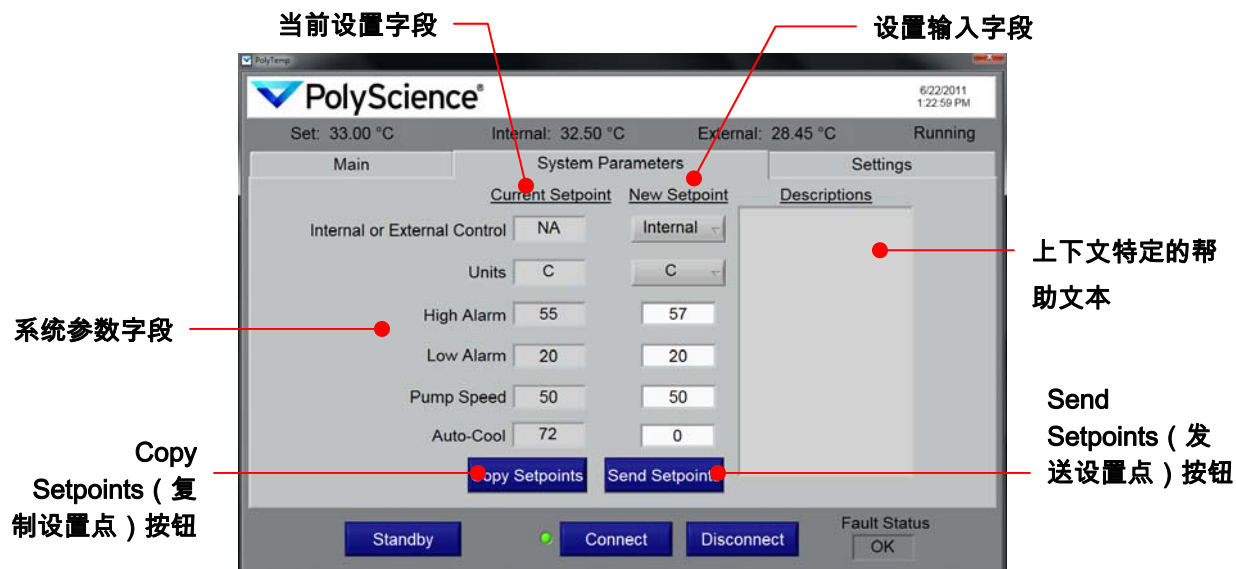 当前设置字段
设置输入字段
PolyTemp
PolyScience®
6/22/2011
1:22:59 PM
Set: 33.00 °C Internal: 32.50 °C External: 28.45 °C Running
Main System Parameters Settings
Current Setpoint New Setpoint Descriptions
Internal or External Control NA Internal
Units C C
High Alarm 55 57
Low Alarm 20 20
Pump Speed 50 50
Auto-Cool 72 0
Copy Setpoints Send Setpoints
Standby Connect Disconnect
Fault Status
OK
系统参数字段
上下文特定的帮
助文本
Copy
Setpoints（复
制设置点）按钮
Send
Setpoints（发
送设置点）按钮